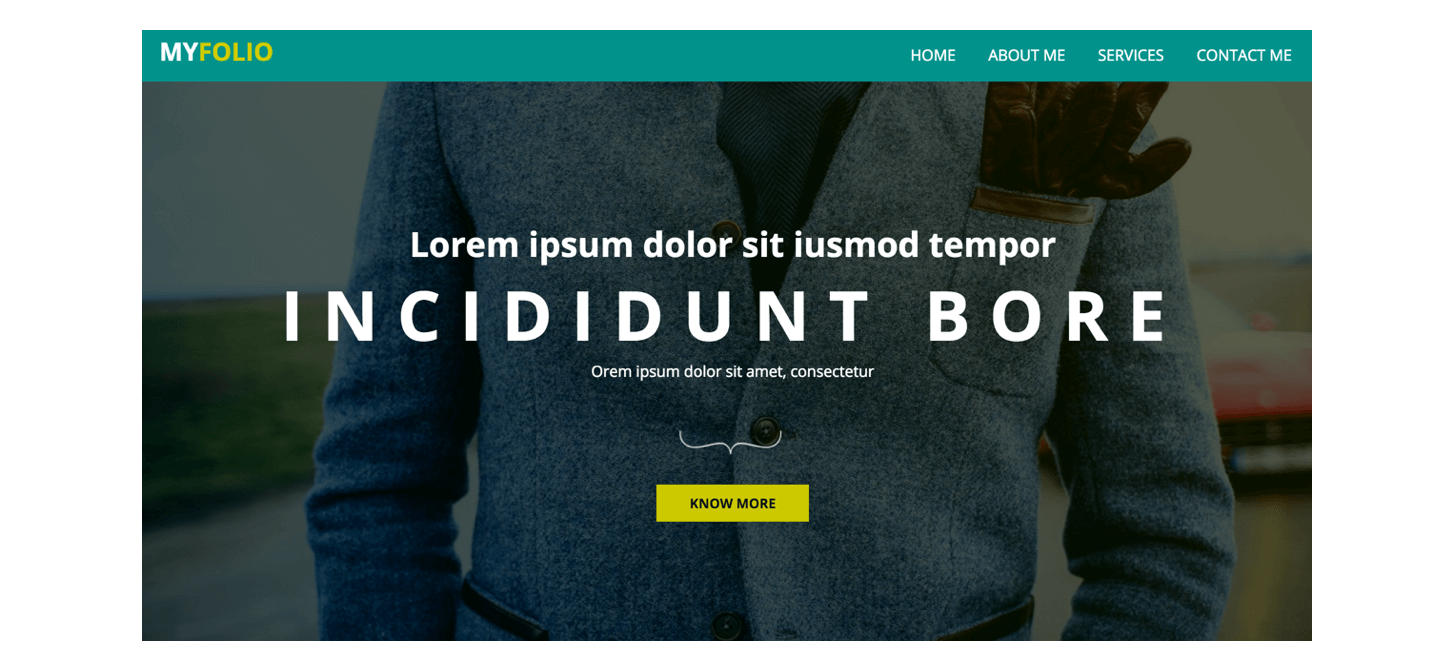 MYFOLIO HOME ABOUT ME SERVICES CONTACT ME
Lorem ipsum dolor sit iusmod tempor
INCIDIDUNT BORE
Orem ipsum dolor sit amet, consectetur
KNOW MORE